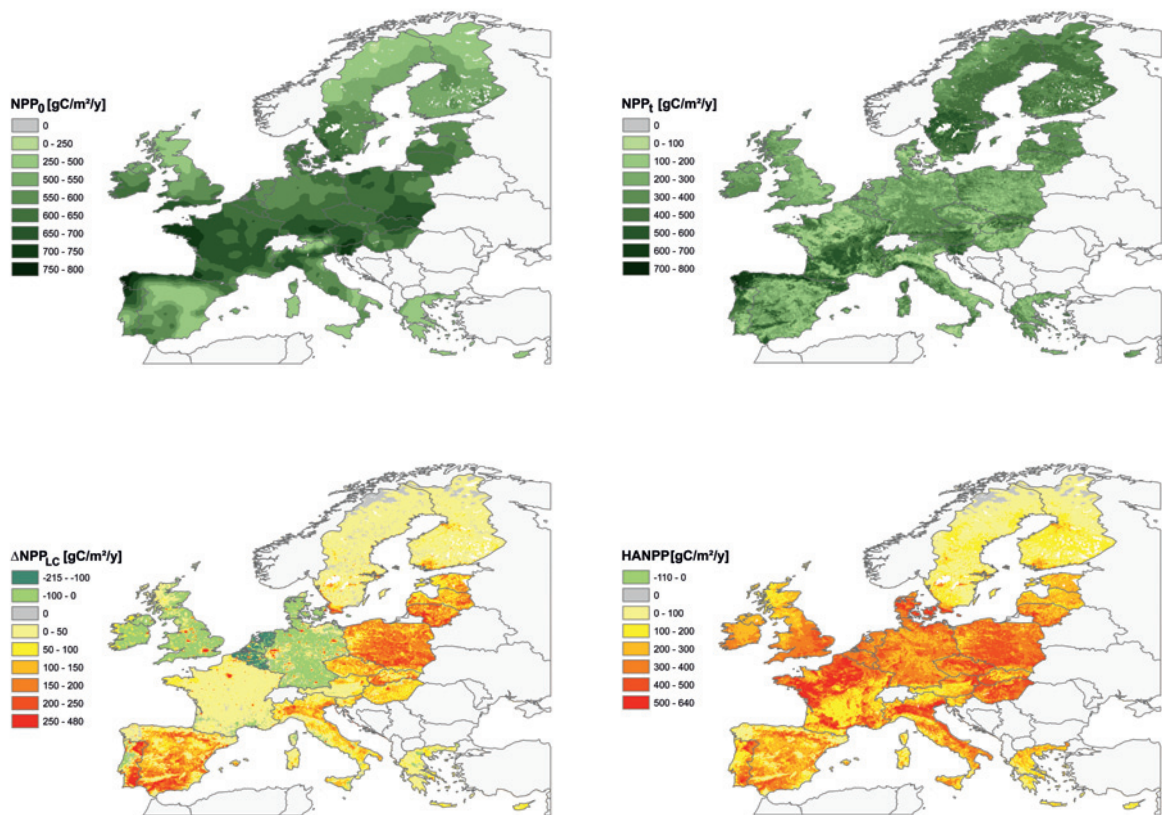 NPP₀ [gC/m²/y]
0
0 - 250
250 - 500
500 - 550
550 - 600
600 - 650
650 - 700
700 - 750
750 - 800
NPPₜ [gC/m²/y]
0
0 - 100
100 - 200
200 - 300
300 - 400
400 - 500
500 - 600
600 - 700
700 - 800
ΔNPP_LC [gC/m²/y]
-215 - -100
-100 - 0
0
0 - 50
50 - 100
100 - 150
150 - 200
200 - 250
250 - 480
HANPP[gC/m²/y]
-110 - 0
0
0 - 100
100 - 200
200 - 300
300 - 400
400 - 500
500 - 640